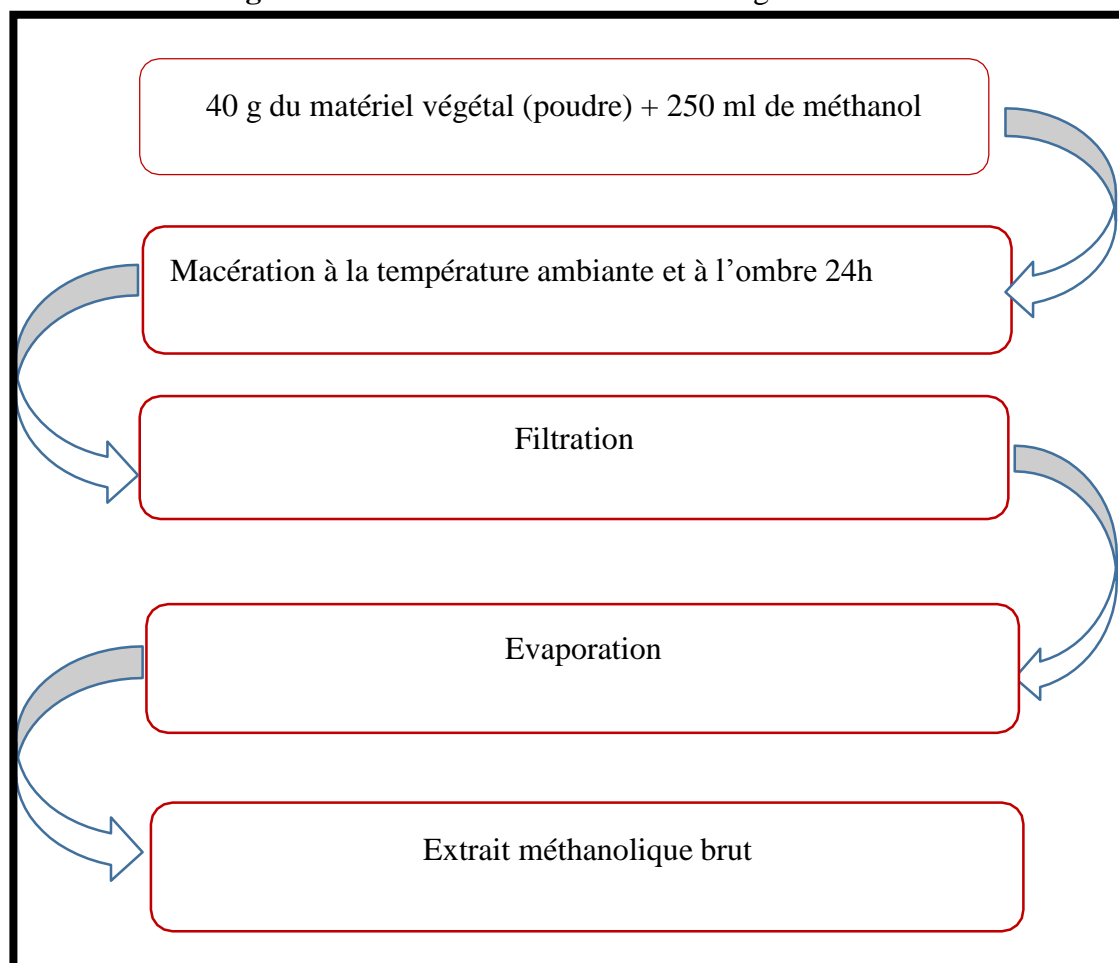 40 g du matériel végétal (poudre) + 250 ml de méthanol
Macération à la température ambiante et à l’ombre 24h
Filtration
Evaporation
Extrait méthanolique brut